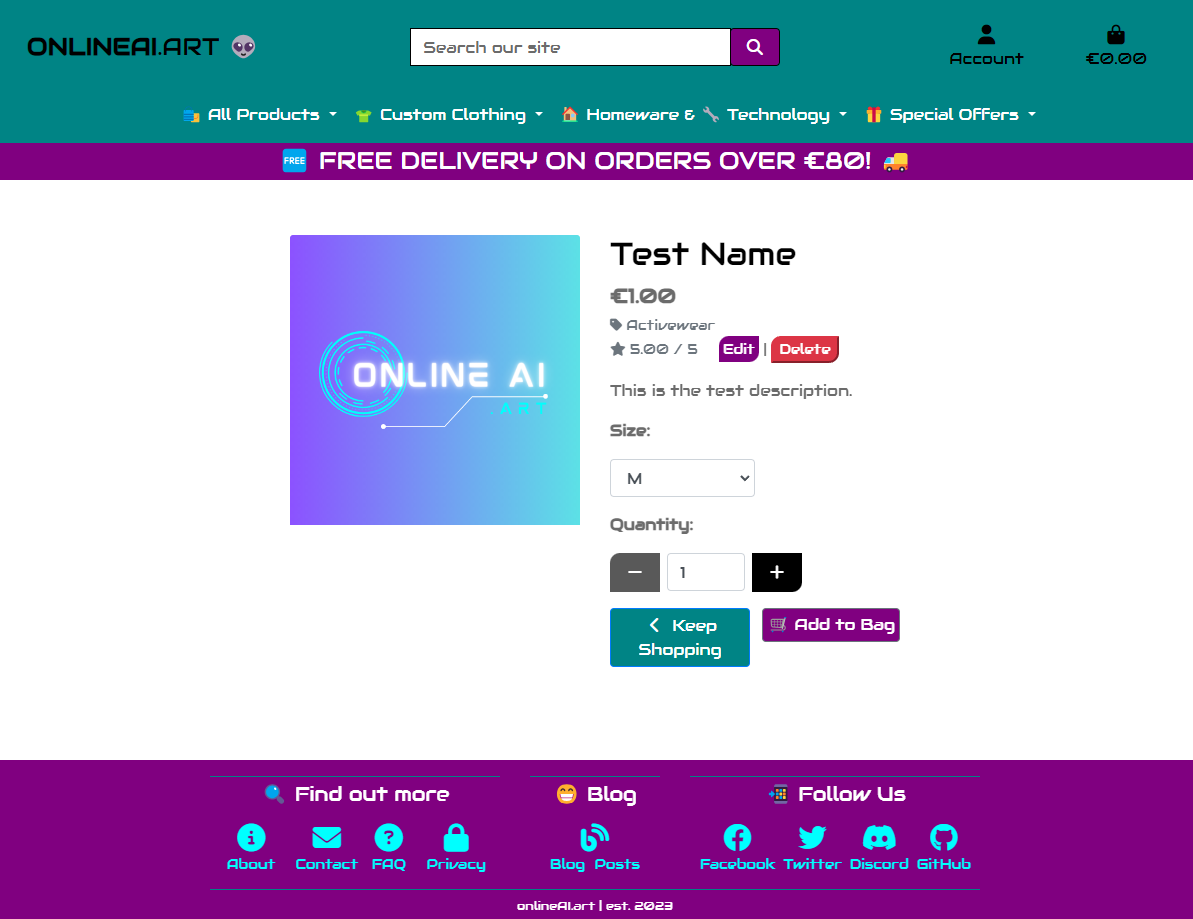 ONLINEAI.ART 👽
Search our site
Account
€0.00
All Products
Custom Clothing
Homeware & 🔧 Technology
Special Offers
FREE FREE DELIVERY ON ORDERS OVER €80!
ONLINE AI
.ART
Test Name
€1.00
Activewear
5.00 / 5 Edit | Delete
This is the test description.
Size:
M
Quantity:
1
Keep
Shopping
Add to Bag
Find out more
About Contact FAQ Privacy
Blog
Blog Posts
Follow Us
Facebook Twitter Discord GitHub
onlineAI.art | est. 2023